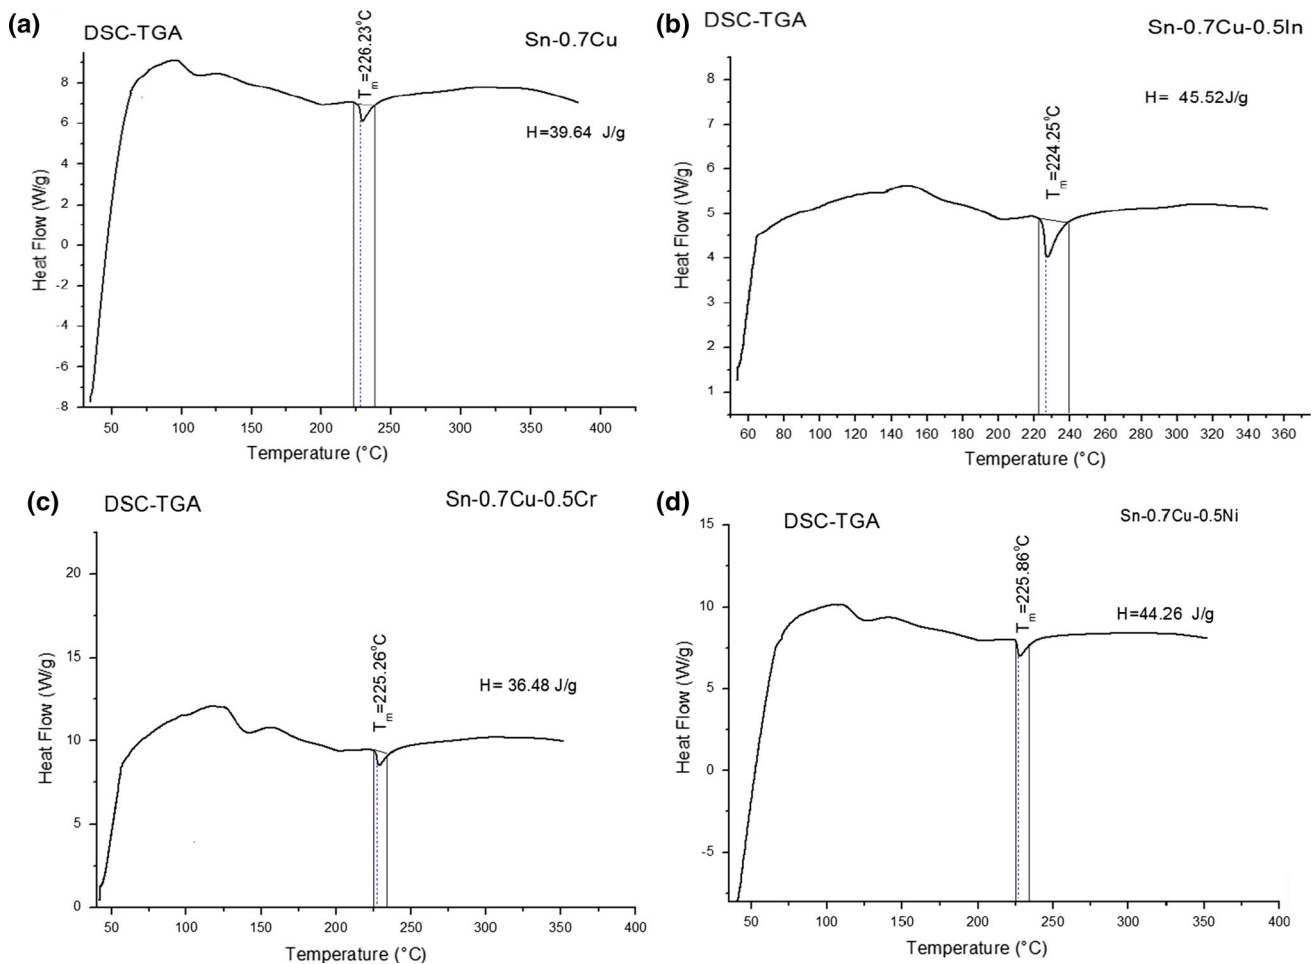 (a)
DSC-TGA
Sn-0.7Cu
Tm=226.23°C
H=39.64 J/g
Heat Flow (W/g)
8
6
4
2
0
-2
-4
-6
-8
50 100 150 200 250 300 350 400
Temperature (°C)
(b)
DSC-TGA
Sn-0.7Cu-0.5In
Tm=224.25°C
H= 45.52J/g
Heat Flow (W/g)
8
7
6
5
4
3
2
1
60 80 100 120 140 160 180 200 220 240 260 280 300 320 340 360
Temperature (°C)
(c)
DSC-TGA
Sn-0.7Cu-0.5Cr
Tm=225.26°C
H= 36.48 J/g
Heat Flow (W/g)
20
15
10
5
0
50 100 150 200 250 300 350 400
Temperature (°C)
(d)
DSC-TGA
Sn-0.7Cu-0.5Ni
Tm=225.86°C
H=44.26 J/g
Heat Flow (W/g)
15
10
5
0
-5
50 100 150 200 250 300 350 400
Temperature (°C)